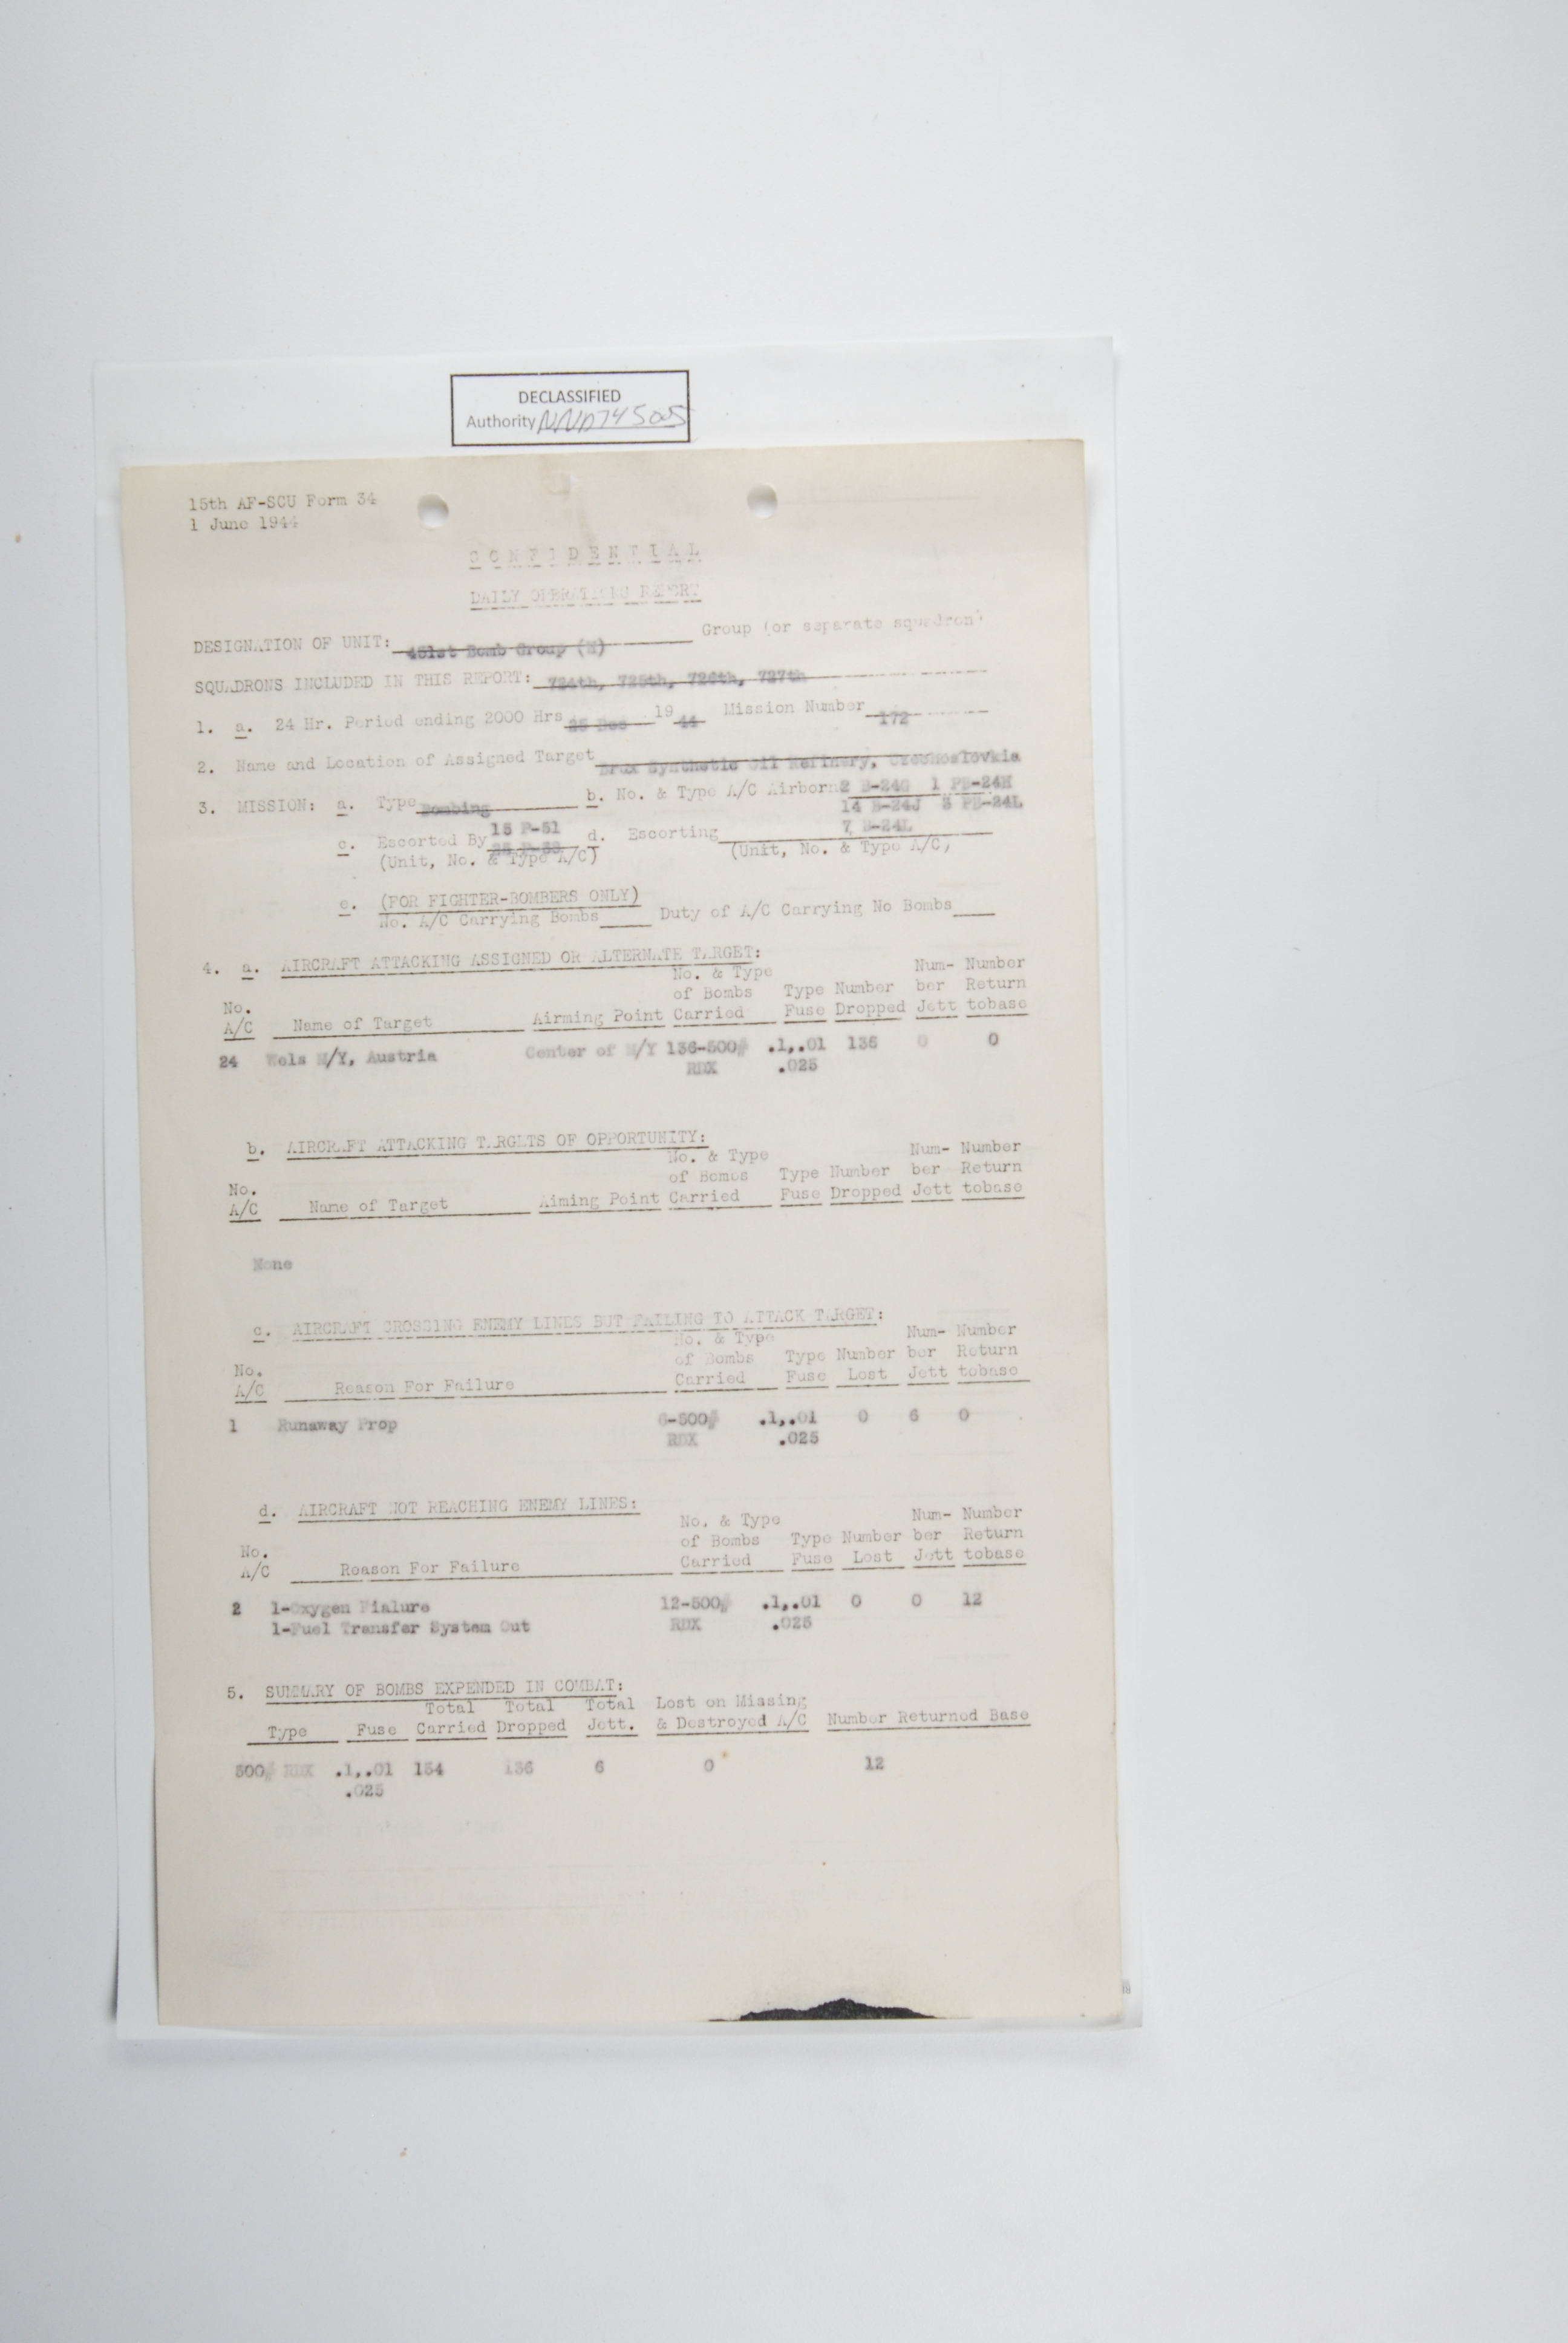 DECLASSIFIED
Authority NND745005
15th AF-SCU Form 34
1 June 1944
C O N F I D E N T I A L
DAILY OPERATIONS REPORT
DESIGNATION OF UNIT: 451st Bomb Group (H) Group (or separate squadron)
SQUADRONS INCLUDED IN THIS REPORT: 724th, 725th, 726th, 727th
1. a. 24 Hr. Period ending 2000 Hrs 25 Dec 19 44 Mission Number 172
2. Name and Location of Assigned Target Brux Synthetic Oil Refinery, Czechoslovkia
3. MISSION: a. Type Bombing b. No. & Type A/C Airborn 2 B-24G 1 PB-24H
14 B-24J 3 PB-24L
c. Escorted By 15 P-51 d. Escorting 7 B-24L
P-38
(Unit, No. & Type A/C) (Unit, No. & Type A/C)
e. (FOR FIGHTER-BOMBERS ONLY)
No. A/C Carrying Bombs Duty of A/C Carrying No Bombs
4. a. AIRCRAFT ATTACKING ASSIGNED OR ALTERNATE TARGET:
No. & Type Num- Number
No. of Bombs Type Number ber Return
A/C Name of Target Airming Point Carried Fuse Dropped Jett tobase
24 Wels M/Y, Austria Center of M/Y 136-500# .1,.01 136 0 0
RDX .025
b. AIRCRAFT ATTACKING TARGETS OF OPPORTUNITY:
No. & Type Num- Number
No. of Bombs Type Number ber Return
A/C Name of Target Aiming Point Carried Fuse Dropped Jett tobase
None
c. AIRCRAFT CROSSING ENEMY LINES BUT FAILING TO ATTACK TARGET:
No. & Type Num- Number
No. of Bombs Type Number ber Return
A/C Reason For Failure Carried Fuse Lost Jett tobase
1 Runaway Prop 6-500# .1,.01 0 6 0
RDX .025
d. AIRCRAFT NOT REACHING ENEMY LINES:
No. & Type Num- Number
No. of Bombs Type Number ber Return
A/C Reason For Failure Carried Fuse Lost Jett tobase
2 1-Oxygen Fialure 12-500# .1,.01 0 0 12
1-Fuel Transfer System Out RDX .025
5. SUMMARY OF BOMBS EXPENDED IN COMBAT:
Total Total Total Lost on Missing
Type Fuse Carried Dropped Jett. & Destroyed A/C Number Returned Base
500# RDX .1,.01 154 136 6 0 12
.025